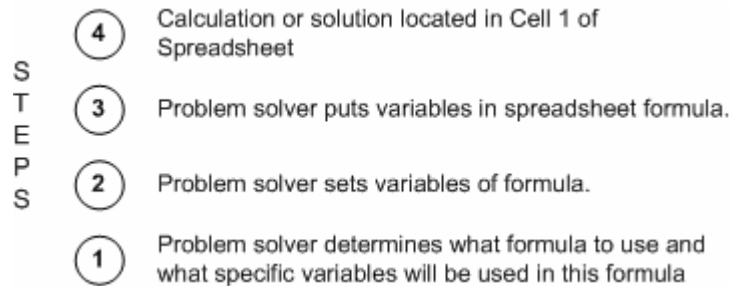 S
T
E
P
S
4
Calculation or solution located in Cell 1 of
Spreadsheet
3
Problem solver puts variables in spreadsheet formula.
2
Problem solver sets variables of formula.
1
Problem solver determines what formula to use and
what specific variables will be used in this formula